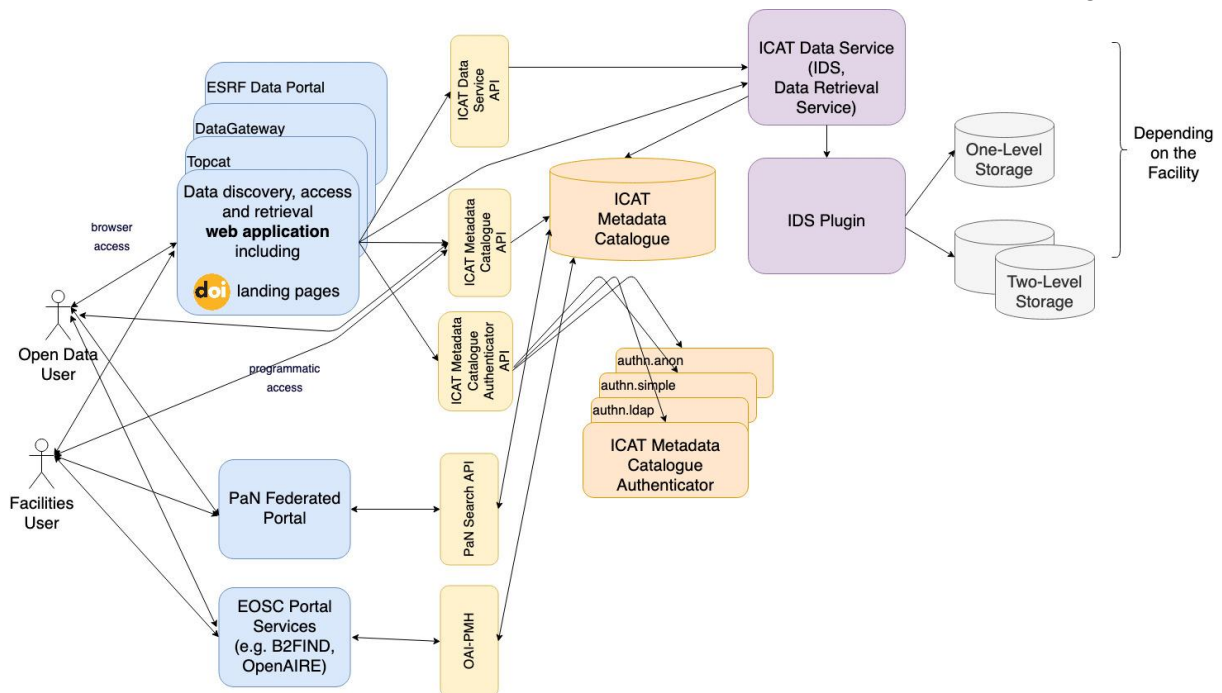 ESRF Data Portal
DataGateway
Topcat
Data discovery, access
and retrieval
web application
including
doi landing pages
browser
access
programmatic
access
Open Data
User
Facilities
User
PaN Federated
Portal
EOSC Portal
Services
(e.g. B2FIND,
OpenAIRE)
ICAT Data
Service
API
ICAT Metadata
Catalogue
API
ICAT Metadata
Catalogue
Authenticator
API
PaN Search API
OAI-PMH
ICAT Data Service
(IDS,
Data Retrieval
Service)
ICAT
Metadata
Catalogue
IDS Plugin
authn.anon
authn.simple
authn.ldap
ICAT Metadata
Catalogue
Authenticator
One-Level
Storage
Two-Level
Storage
Depending
on the
Facility